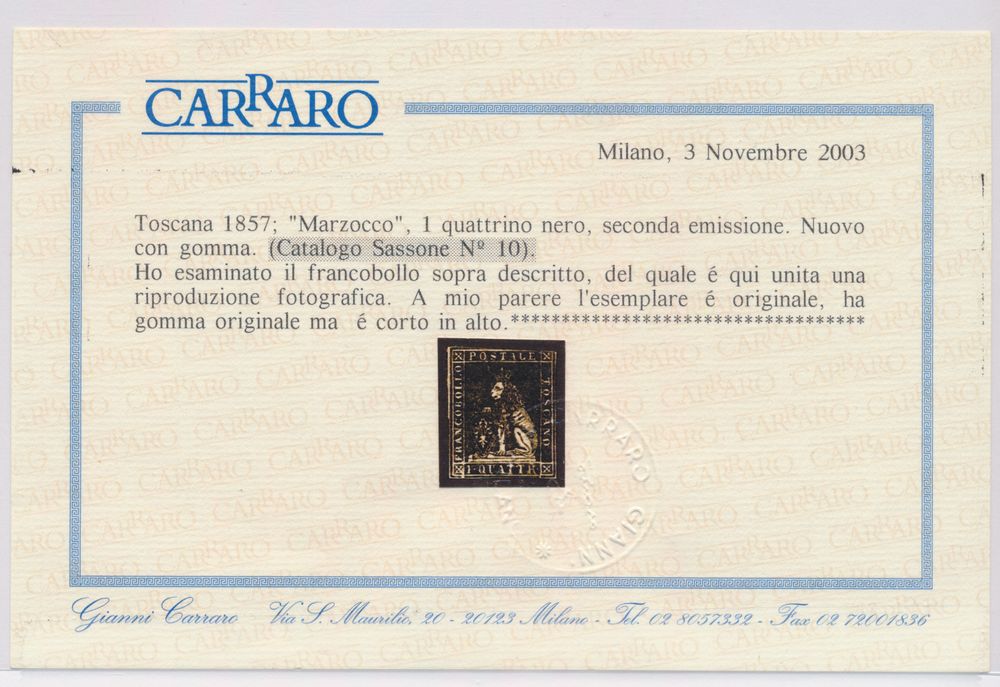 CARRARO
Milano, 3 Novembre 2003
Toscana 1857; "Marzocco", 1 quattrino nero, seconda emissione. Nuovo
con gomma. (Catalogo Sassone Nº 10).
Ho esaminato il francobollo sopra descritto, del quale é qui unita una
riproduzione fotografica. A mio parere l'esemplare é originale, ha
gomma originale ma é corto in alto.***********************************
POSTALE
FRANCOBOLLO
TOSCANO
1·QUATTR
CARRARO GIANNI
Gianni Carraro Via S. Maurilio, 20 - 20123 Milano - Tel. 02 8057332 - Fax 02 72001836